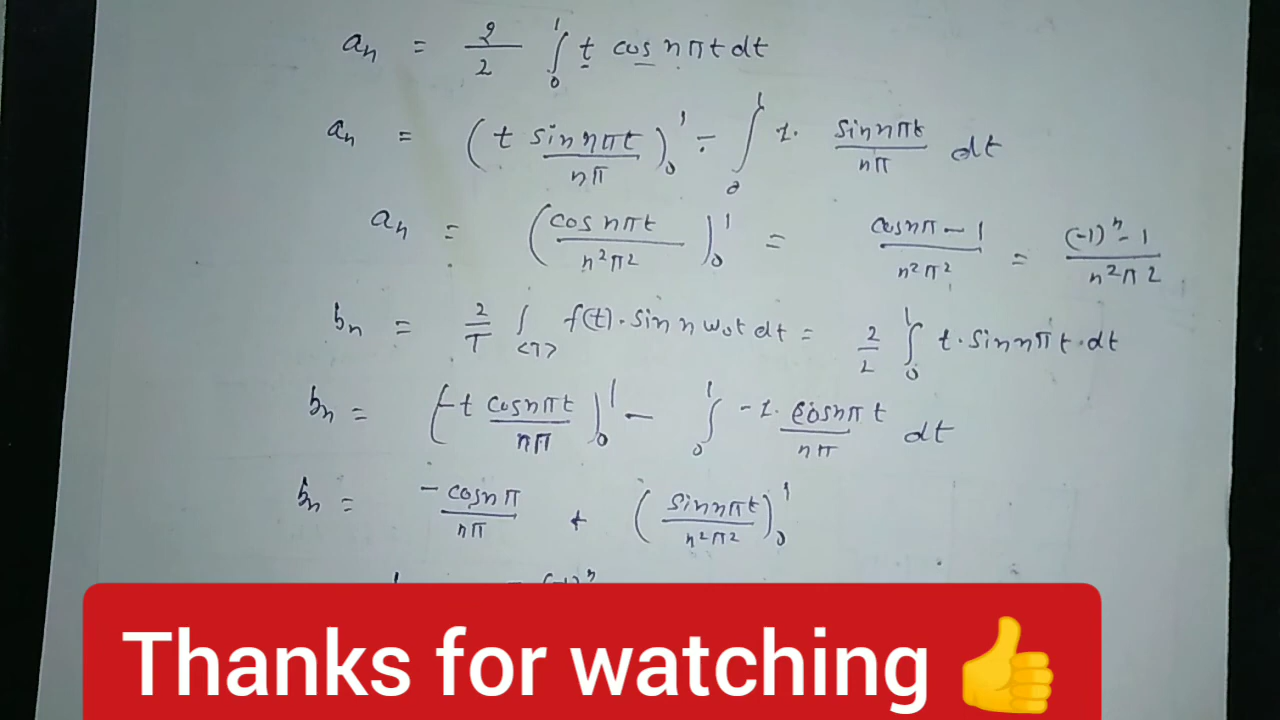 aₙ = 2/2 ∫₀¹ t cos nπt dt
aₙ = (t sin nπt/nπ)₀¹ - ∫₀¹ 1. sin nπt/nπ dt
aₙ = (cos nπt/n²π²)₀¹ = cos nπ - 1/n²π² = (-1)ⁿ - 1/n²π²
bₙ = 2/T ∫<T> f(t). sin n ω₀t dt = 2/2 ∫₀¹ t. sin nπt. dt
bₙ = (-t cos nπt/nπ)₀¹ - ∫₀¹ -1. cos nπt/nπ dt
bₙ = -cos nπ/nπ + (sin nπt/n²π²)₀¹
Thanks for watching 👍